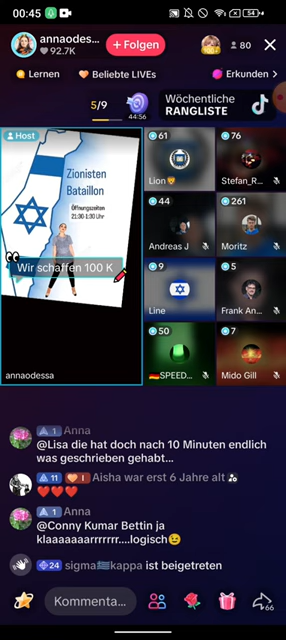 00:45
54
annaodes...
92.7K
+ Folgen
80
Lernen
Beliebte LIVEs
Erkunden
5/9
44:56
Wöchentliche
RANGLISTE
Host
Zionisten
Bataillon
Öffnungszeiten
21:30-1:30 Uhr
Wir schaffen 100 K
annaodessa
61
Lion🦁
76
Stefan_R...
44
Andreas J
261
Moritz
9
Line
5
Frank An...
50
🇩🇪SPEED...
7
Mido Gill
1 Anna
@Lisa die hat doch nach 10 Minuten endlich
was geschrieben gehabt...
11 I Aisha war erst 6 Jahre alt
❤️❤️❤️
1 Anna
@Conny Kumar Bettin ja
klaaaaaaarrrrrrr....logisch😉
24 sigma🇬🇷kappa ist beigetreten
Kommenta...
66